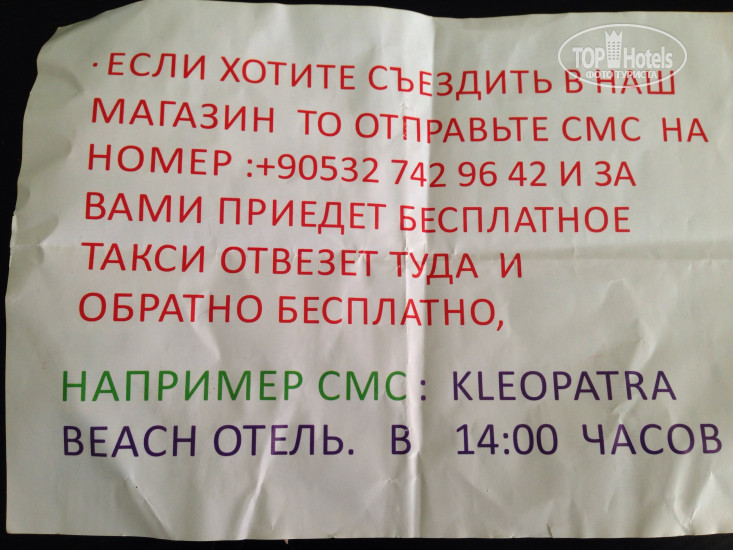 TOP Hotels
ФОТО ТУРИСТА
· ЕСЛИ ХОТИТЕ СЪЕЗДИТЬ В НАШ
МАГАЗИН ТО ОТПРАВЬТЕ СМС НА
НОМЕР :+90532 742 96 42 И ЗА
ВАМИ ПРИЕДЕТ БЕСПЛАТНОЕ
ТАКСИ ОТВЕЗЕТ ТУДА И
ОБРАТНО БЕСПЛАТНО,
НАПРИМЕР СМС : KLEOPATRA
BEACH ОТЕЛЬ. В 14:00 ЧАСОВ